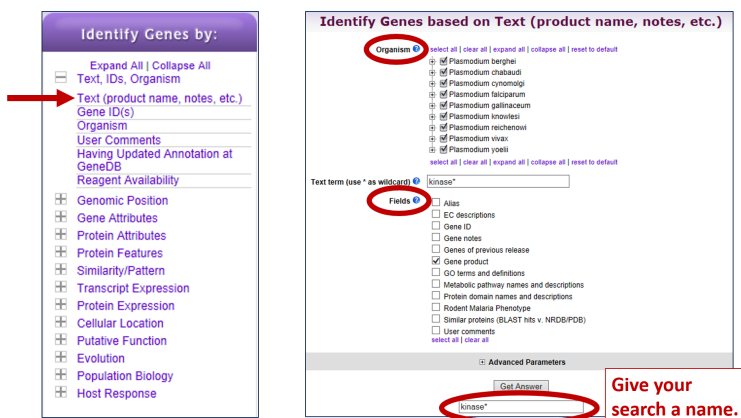 Identify Genes by:
Expand All | Collapse All
Text, IDs, Organism
Text (product name, notes, etc.)
Gene ID(s)
Organism
User Comments
Having Updated Annotation at
GeneDB
Reagent Availability
Genomic Position
Gene Attributes
Protein Attributes
Protein Features
Similarity/Pattern
Transcript Expression
Protein Expression
Cellular Location
Putative Function
Evolution
Population Biology
Host Response
Identify Genes based on Text (product name, notes, etc.)
Organism ? select all | clear all | expand all | collapse all | reset to default
Plasmodium berghei
Plasmodium chabaudi
Plasmodium cynomolgi
Plasmodium falciparum
Plasmodium gallinaceum
Plasmodium knowlesi
Plasmodium reichenowi
Plasmodium vivax
Plasmodium yoelii
select all | clear all | expand all | collapse all | reset to default
Text term (use * as wildcard) ? kinase*
Fields ? Alias
EC descriptions
Gene ID
Gene notes
Genes of previous release
Gene product
GO terms and definitions
Metabolic pathway names and descriptions
Protein domain names and descriptions
Rodent Malaria Phenotype
Similar proteins (BLAST hits v. NRDB/PDB)
User comments
select all | clear all
Advanced Parameters
Get Answer
kinase*
Give your
search a name.